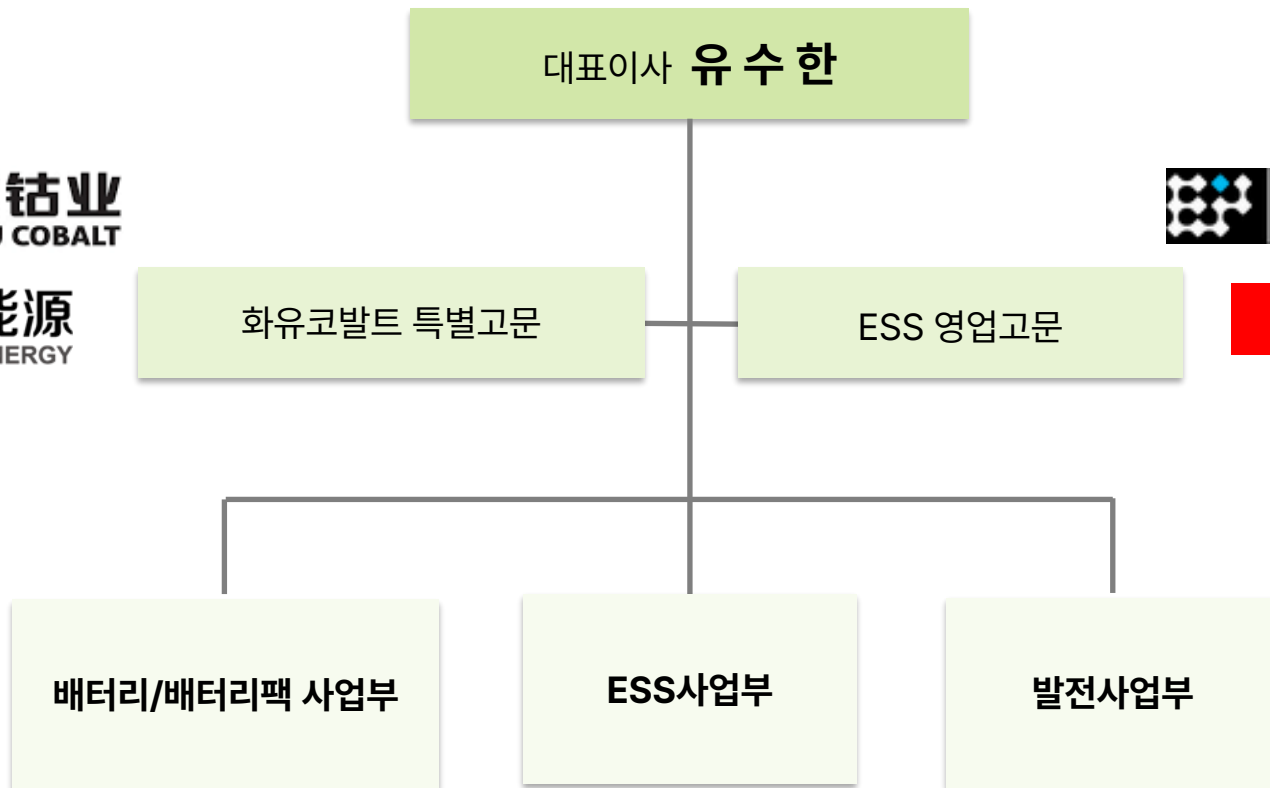 대표이사 유 수 한
钴业
COBALT
화유코발트 특별고문
ESS 영업고문
能源
ENERGY
배터리/배터리팩 사업부
ESS사업부
발전사업부